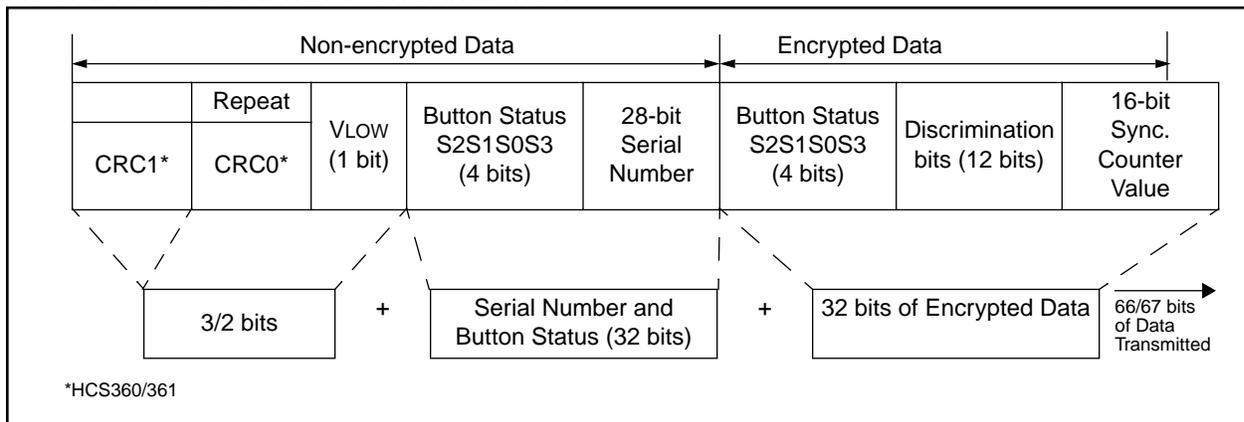 Non-encrypted Data
Encrypted Data
CRC1*
Repeat
CRC0*
VLOW
(1 bit)
Button Status
S2S1S0S3
(4 bits)
28-bit
Serial
Number
Button Status
S2S1S0S3
(4 bits)
Discrimination
bits (12 bits)
16-bit
Sync.
Counter
Value
3/2 bits
+
Serial Number and
Button Status (32 bits)
+
32 bits of Encrypted Data
66/67 bits
of Data
Transmitted
*HCS360/361